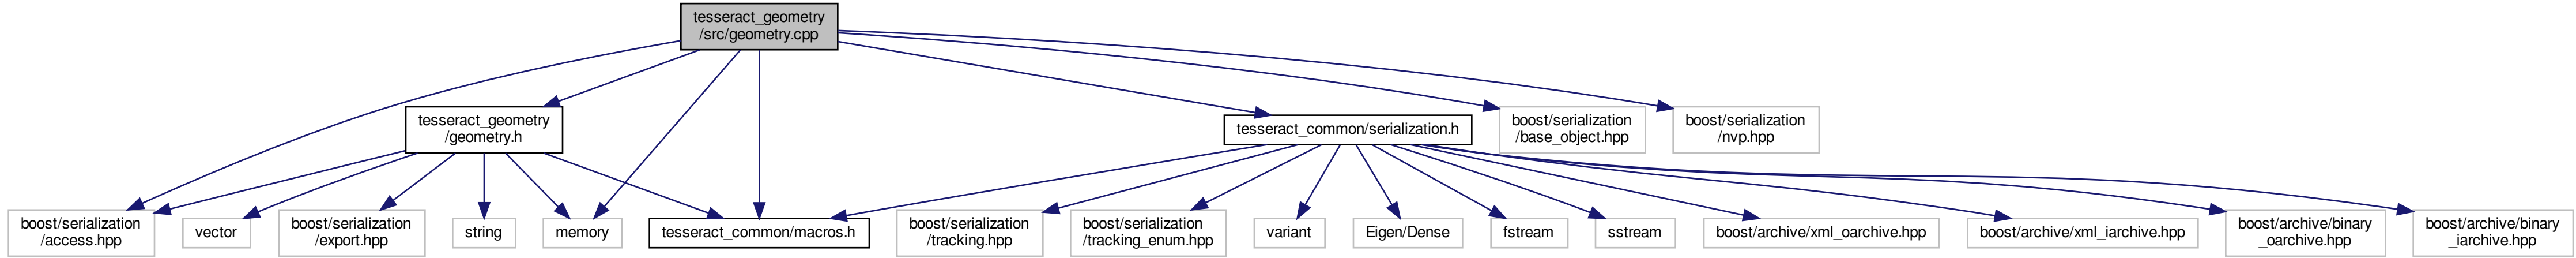 tesseract_geometry
/src/geometry.cpp
tesseract_geometry
/geometry.h
tesseract_common/serialization.h
boost/serialization
/base_object.hpp
boost/serialization
/nvp.hpp
boost/serialization
/access.hpp
vector
boost/serialization
/export.hpp
string
memory
tesseract_common/macros.h
boost/serialization
/tracking.hpp
boost/serialization
/tracking_enum.hpp
variant
Eigen/Dense
fstream
sstream
boost/archive/xml_oarchive.hpp
boost/archive/xml_iarchive.hpp
boost/archive/binary
_oarchive.hpp
boost/archive/binary
_iarchive.hpp